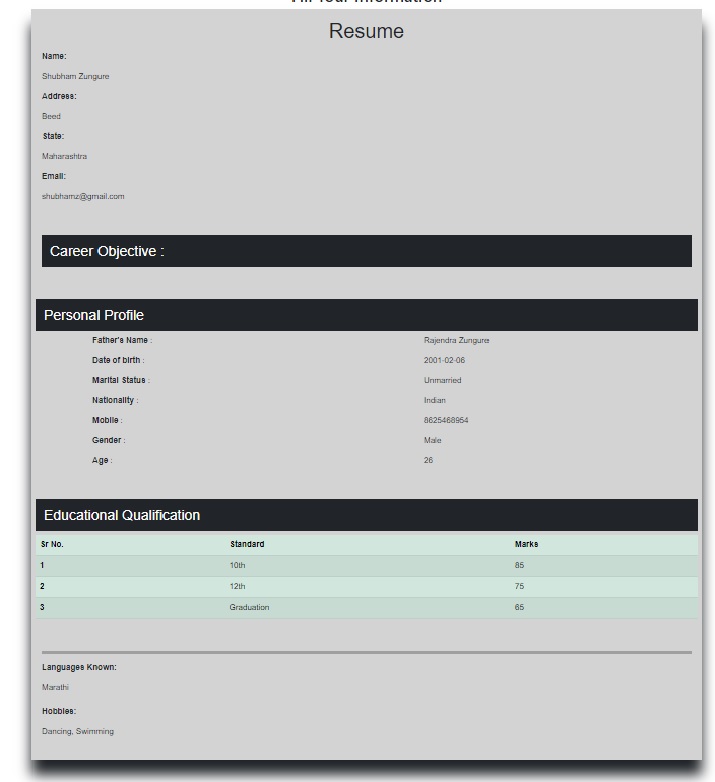 Resume
Name:
Shubham Zungure
Address:
Beed
State:
Maharashtra
Email:
shubhamz@gmail.com
Career Objective :
Personal Profile
Father's Name : Rajendra Zungure
Date of birth : 2001-02-06
Marital Status : Unmarried
Nationality : Indian
Mobile : 8625468954
Gender : Male
Age : 26
Educational Qualification
Sr No. Standard Marks
1 10th 85
2 12th 75
3 Graduation 65
Languages Known:
Marathi
Hobbies:
Dancing, Swimming